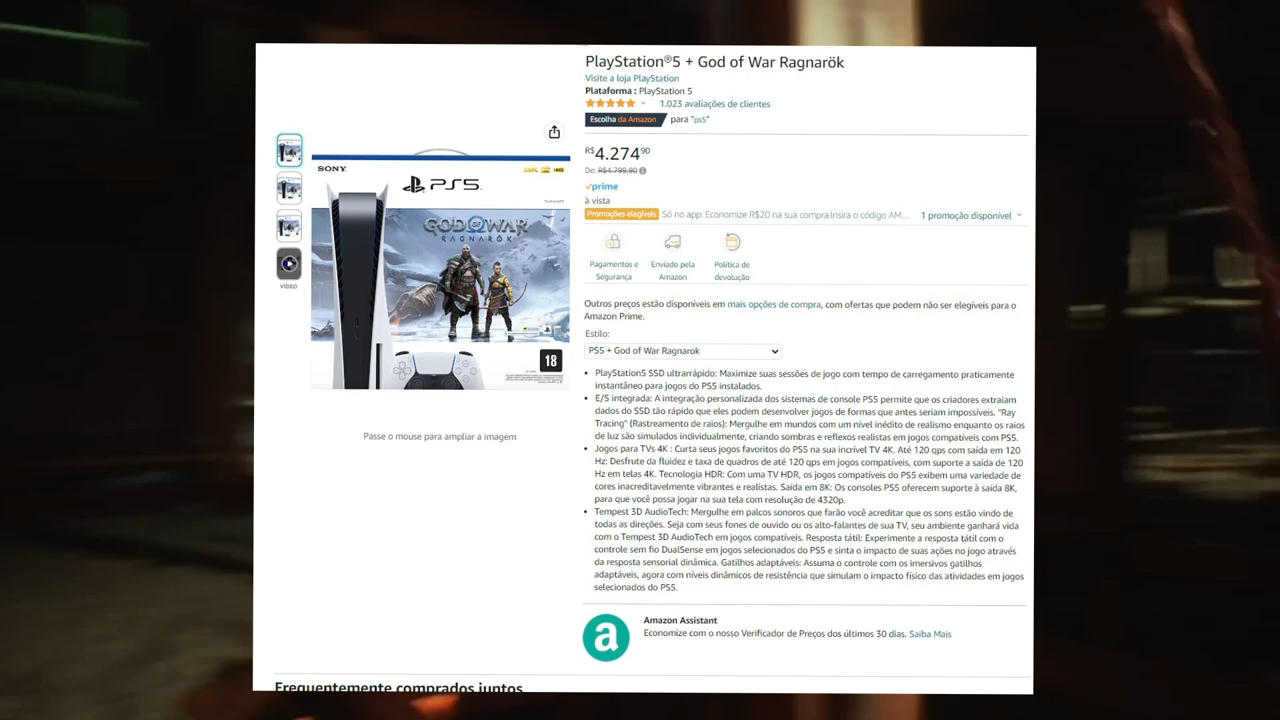 PlayStation®5 + God of War Ragnarök
Visite a loja PlayStation
Plataforma : PlayStation 5
1.023 avaliações de clientes
Escolha da Amazon para "ps5"
R$4.274⁹⁰
De: R$4.799,90
prime
à vista
Promoções elegíveis Só no app: Economize R$20 na sua compra.Insira o código AM... 1 promoção disponível
Pagamentos e
Segurança
Enviado pela
Amazon
Política de
devolução
Outros preços estão disponíveis em mais opções de compra, com ofertas que podem não ser elegíveis para o
Amazon Prime.
Estilo:
PS5 + God of War Ragnarok
PlayStation5 SSD ultrarrápido: Maximize suas sessões de jogo com tempo de carregamento praticamente
instantâneo para jogos do PS5 instalados.
E/S integrada: A integração personalizada dos sistemas de console PS5 permite que os criadores extraiam
dados do SSD tão rápido que eles podem desenvolver jogos de formas que antes seriam impossíveis. "Ray
Tracing" (Rastreamento de raios): Mergulhe em mundos com um nível inédito de realismo enquanto os raios
de luz são simulados individualmente, criando sombras e reflexos realistas em jogos compatíveis com PS5.
Jogos para TVs 4K : Curta seus jogos favoritos do PS5 na sua incrível TV 4K. Até 120 qps com saída em 120
Hz: Desfrute da fluidez e taxa de quadros de até 120 qps em jogos compatíveis, com suporte a saída de 120
Hz em telas 4K. Tecnologia HDR: Com uma TV HDR, os jogos compatíveis do PS5 exibem uma variedade de
cores inacreditavelmente vibrantes e realistas. Saída em 8K: Os consoles PS5 oferecem suporte à saída 8K,
para que você possa jogar na sua tela com resolução de 4320p.
Tempest 3D AudioTech: Mergulhe em palcos sonoros que farão você acreditar que os sons estão vindo de
todas as direções. Seja com seus fones de ouvido ou os alto-falantes de sua TV, seu ambiente ganhará vida
com o Tempest 3D AudioTech em jogos compatíveis. Resposta tátil: Experimente a resposta tátil com o
controle sem fio DualSense em jogos selecionados do PS5 e sinta o impacto de suas ações no jogo através
da resposta sensorial dinâmica. Gatilhos adaptáveis: Assuma o controle com os imersivos gatilhos
adaptáveis, agora com níveis dinâmicos de resistência que simulam o impacto físico das atividades em jogos
selecionados do PS5.
Amazon Assistant
Economize com o nosso Verificador de Preços dos últimos 30 dias. Saiba Mais
SONY
PS5
GOD OF WAR
RAGNARÖK
18
VÍDEO
Passe o mouse para ampliar a imagem
Frequentemente comprados juntos